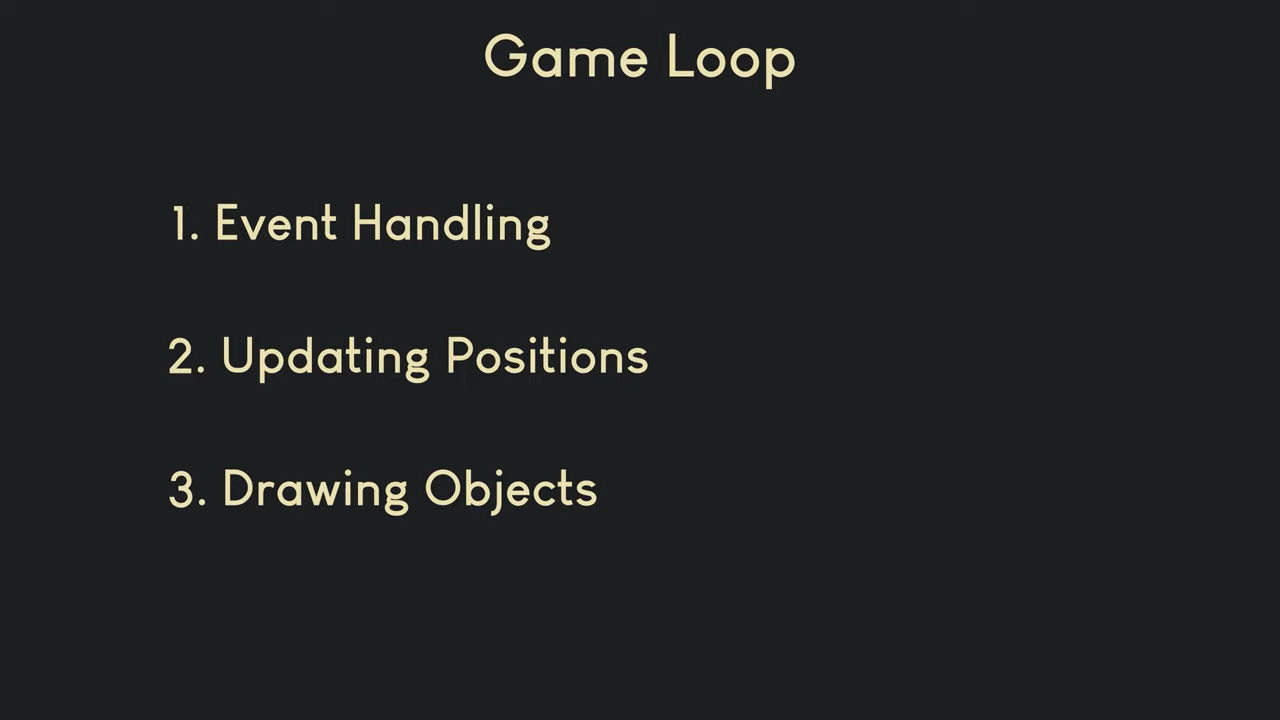 Game Loop
1. Event Handling
2. Updating Positions
3. Drawing Objects